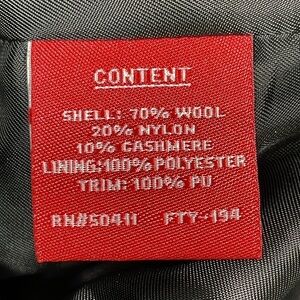 CONTENT
SHELL: 70% WOOL
20% NYLON
10% CASHMERE
LINING:100% POLYESTER
TRIM: 100% PU
RN#50411 FTY-194